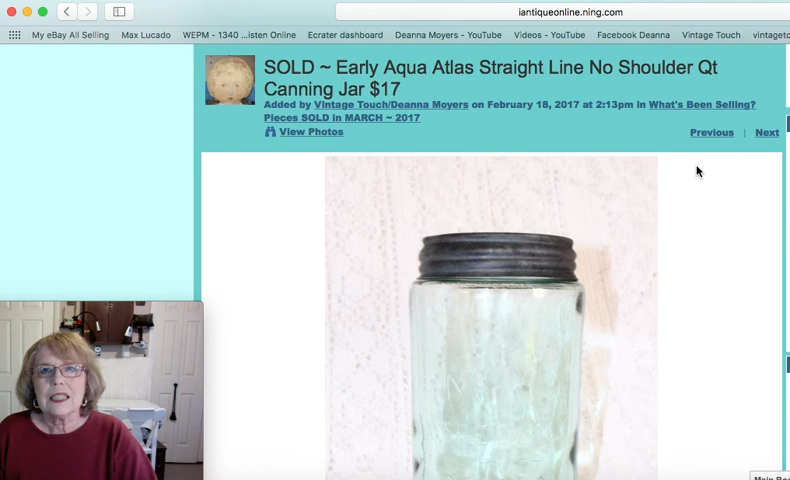 iantiqueonline.ning.com
My eBay All Selling Max Lucado WEPM - 1340 ...isten Online Ecrater dashboard Deanna Moyers - YouTube Videos - YouTube Facebook Deanna Vintage Touch vintageto
SOLD ~ Early Aqua Atlas Straight Line No Shoulder Qt
Canning Jar $17
Added by Vintage Touch/Deanna Moyers on February 18, 2017 at 2:13pm in What's Been Selling?
Pieces SOLD in MARCH ~ 2017
View Photos
Previous | Next